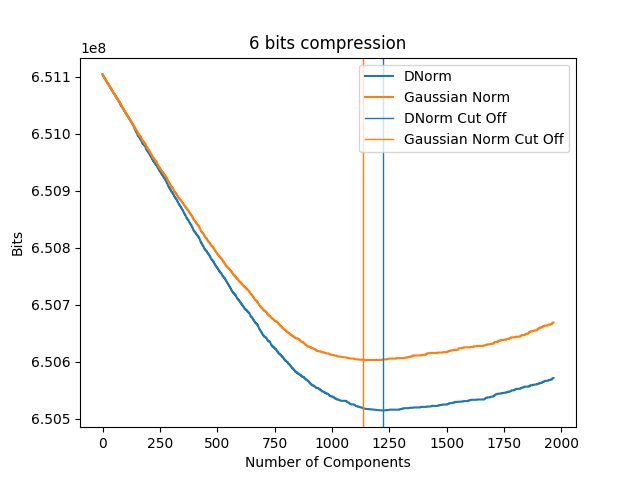 6 bits compression
1e8
6.511
6.510
6.509
6.508
6.507
6.506
6.505
Bits
DNorm
Gaussian Norm
DNorm Cut Off
Gaussian Norm Cut Off
0 250 500 750 1000 1250 1500 1750 2000
Number of Components